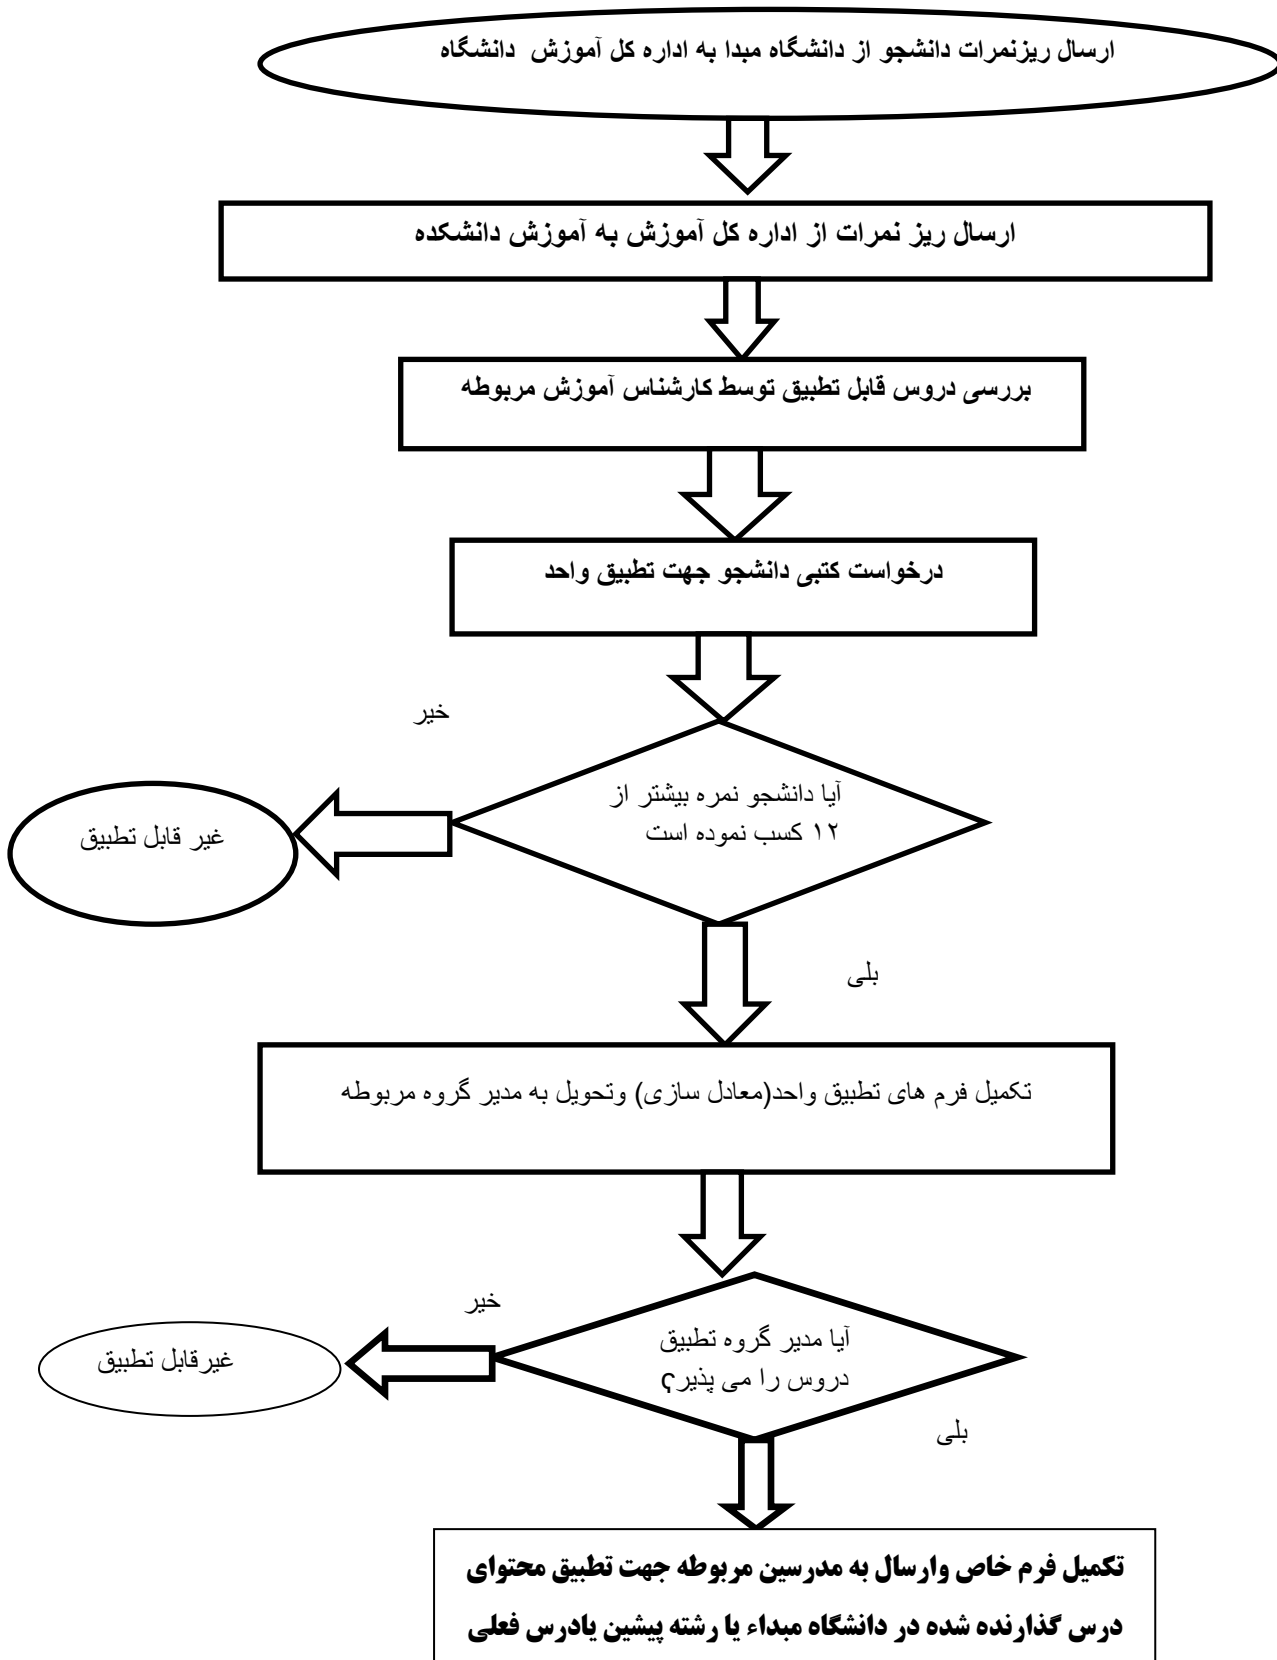 ارسال ریزنمرات دانشجو از دانشگاه مبدا به اداره کل آموزش دانشگاه
ارسال ریز نمرات از اداره کل آموزش به آموزش دانشکده
بررسی دروس قابل تطبیق توسط کارشناس آموزش مربوطه
درخواست کتبی دانشجو جهت تطبیق واحد
خیر
آیا دانشجو نمره بیشتر از
۱۲ کسب نموده است
غیر قابل تطبیق
بلی
تکمیل فرم های تطبیق واحد(معادل سازی) وتحویل به مدیر گروه مربوطه
خیر
آیا مدیر گروه تطبیق
دروس را می پذیر؟
غیرقابل تطبیق
بلی
تکمیل فرم خاص وارسال به مدرسین مربوطه جهت تطبیق محتوای
درس گذارنده شده در دانشگاه مبداء یا رشته پیشین یادرس فعلی